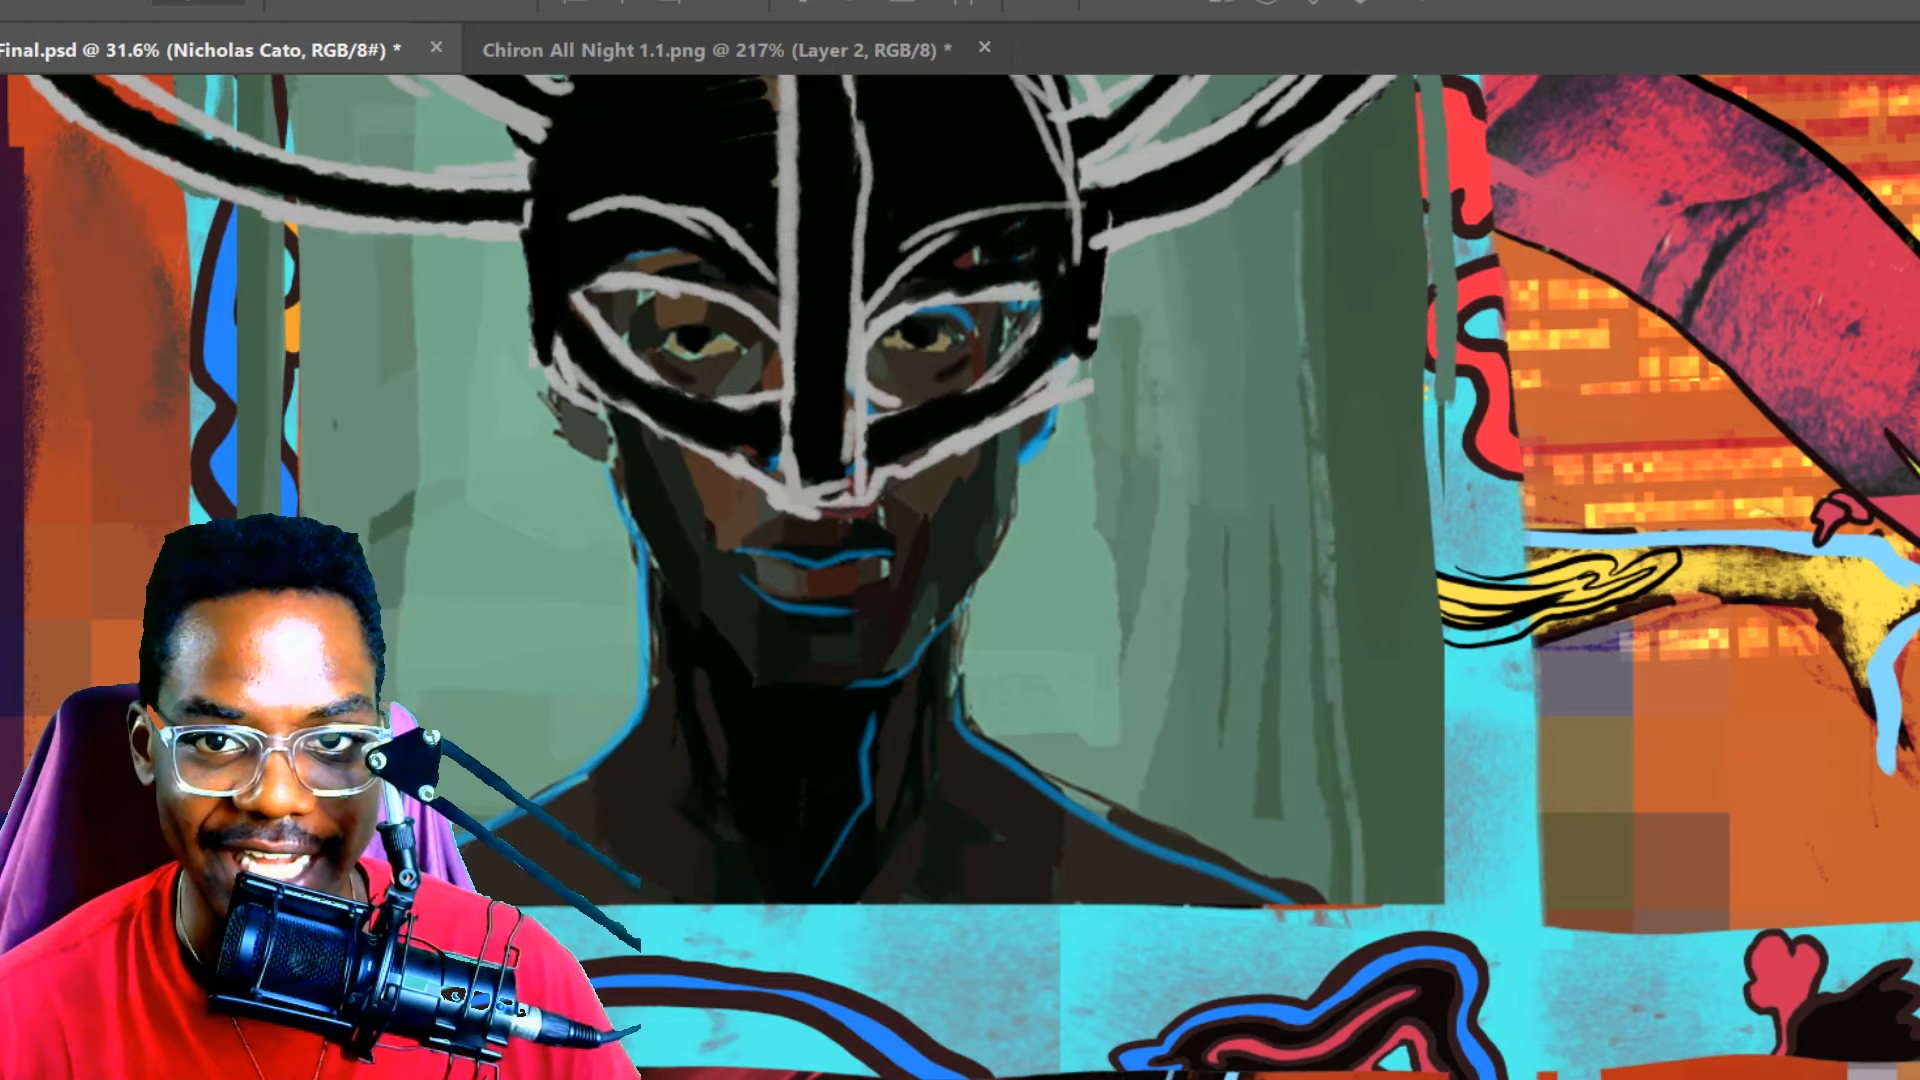 Final.psd @ 31.6% (Nicholas Cato, RGB/8#) *
Chiron All Night 1.1.png @ 217% (Layer 2, RGB/8) *